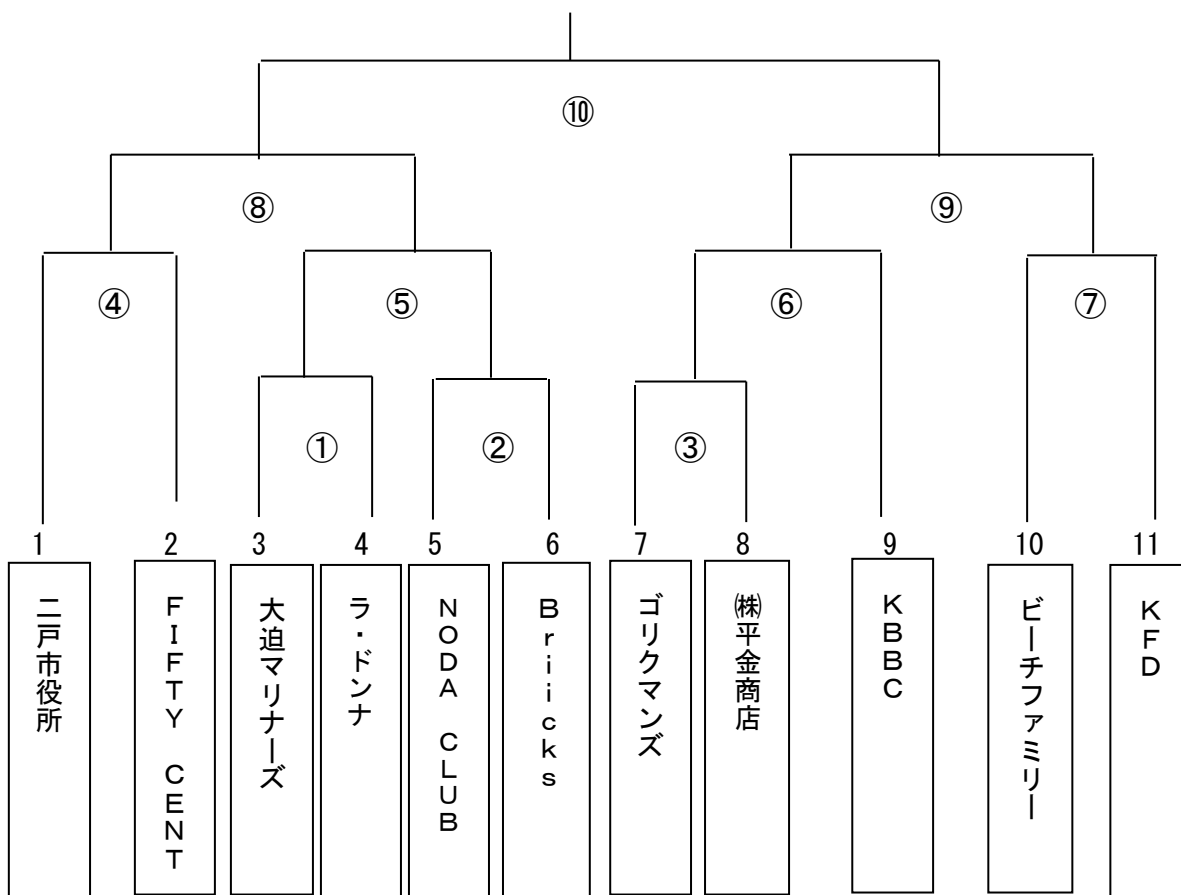 ⑩
⑧
⑨
④
⑤
⑥
⑦
①
②
③
1
2
3
4
5
6
7
8
9
10
11
二戸市役所
FIFTY CENT
大迫マリナーズ
ラ・ドンナ
NODA CLUB
Briicks
ゴリクマンズ
㈱平金商店
KBBC
ビーチファミリー
KFD